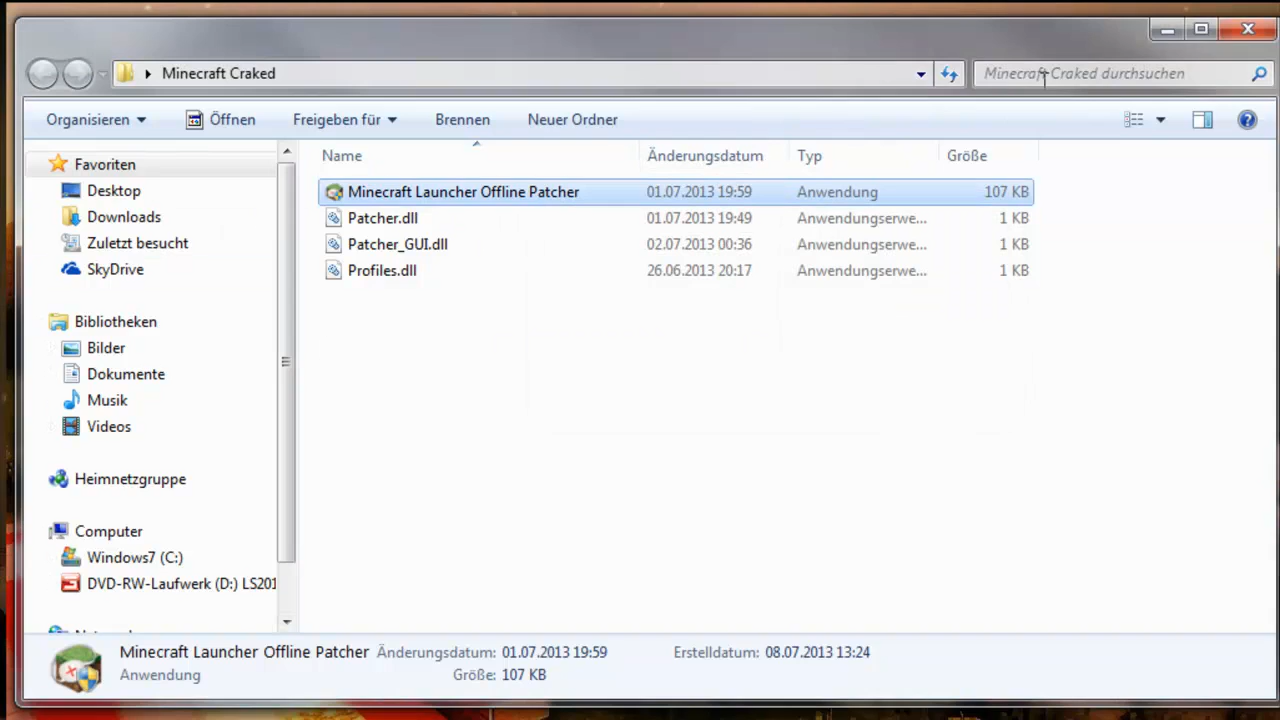 Minecraft Craked
Minecraft Craked durchsuchen
Organisieren Öffnen Freigeben für Brennen Neuer Ordner
Favoriten
Desktop
Downloads
Zuletzt besucht
SkyDrive
Bibliotheken
Bilder
Dokumente
Musik
Videos
Heimnetzgruppe
Computer
Windows7 (C:)
DVD-RW-Laufwerk (D:) LS201
Name Änderungsdatum Typ Größe
Minecraft Launcher Offline Patcher 01.07.2013 19:59 Anwendung 107 KB
Patcher.dll 01.07.2013 19:49 Anwendungserwe... 1 KB
Patcher_GUI.dll 02.07.2013 00:36 Anwendungserwe... 1 KB
Profiles.dll 26.06.2013 20:17 Anwendungserwe... 1 KB
Minecraft Launcher Offline Patcher Änderungsdatum: 01.07.2013 19:59 Erstelldatum: 08.07.2013 13:24
Anwendung Größe: 107 KB